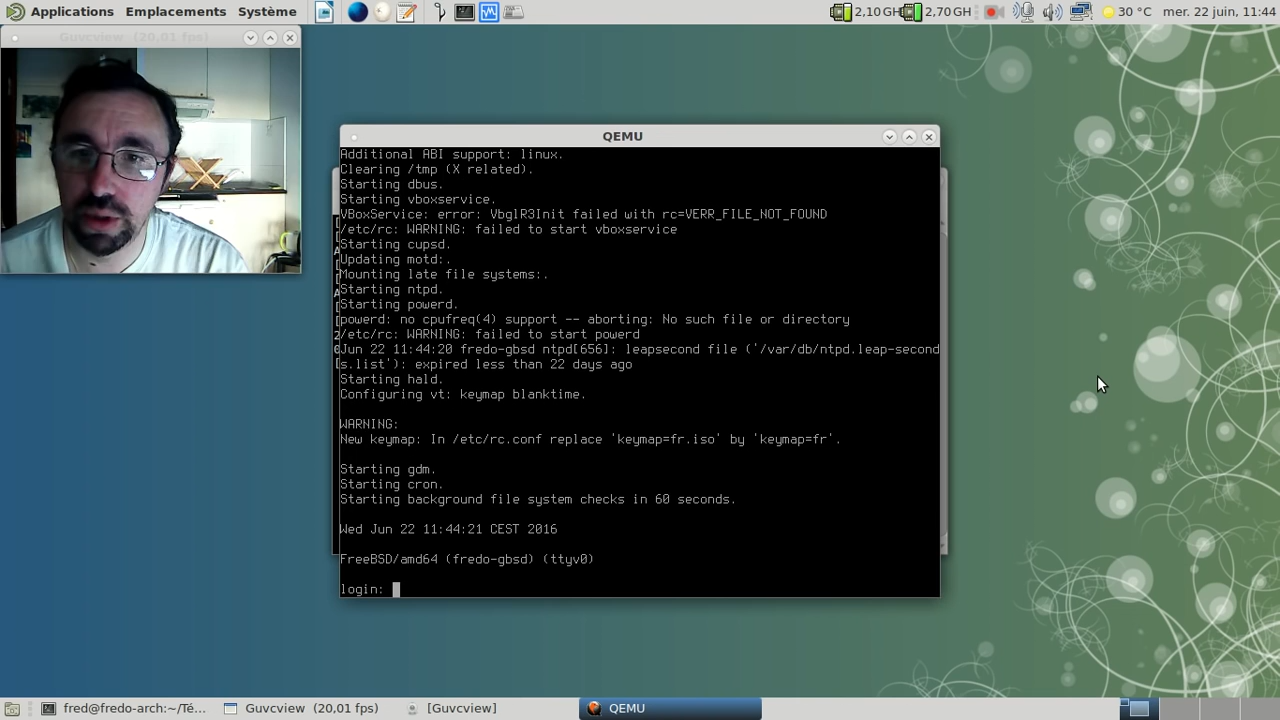 Applications Emplacements Système 2,10 GH 2,70 GH 30 °C mer. 22 juin, 11:44
Guvcview (20,01 fps)
QEMU
Additional ABI support: linux.
Clearing /tmp (X related).
Starting dbus.
Starting vboxservice.
VBoxService: error: VbglR3Init failed with rc=VERR_FILE_NOT_FOUND
/etc/rc: WARNING: failed to start vboxservice
Starting cupsd.
Updating motd:.
Mounting late file systems:.
Starting ntpd.
Starting powerd.
powerd: no cpufreq(4) support -- aborting: No such file or directory
/etc/rc: WARNING: failed to start powerd
Jun 22 11:44:20 fredo-gbsd ntpd[656]: leapsecond file ('/var/db/ntpd.leap-second
s.list'): expired less than 22 days ago
Starting hald.
Configuring vt: keymap blanktime.
WARNING:
New keymap: In /etc/rc.conf replace 'keymap=fr.iso' by 'keymap=fr'.
Starting gdm.
Starting cron.
Starting background file system checks in 60 seconds.
Wed Jun 22 11:44:21 CEST 2016
FreeBSD/amd64 (fredo-gbsd) (ttyv0)
login:
fred@fredo-arch:~/Té... Guvcview (20,01 fps) [Guvcview] QEMU